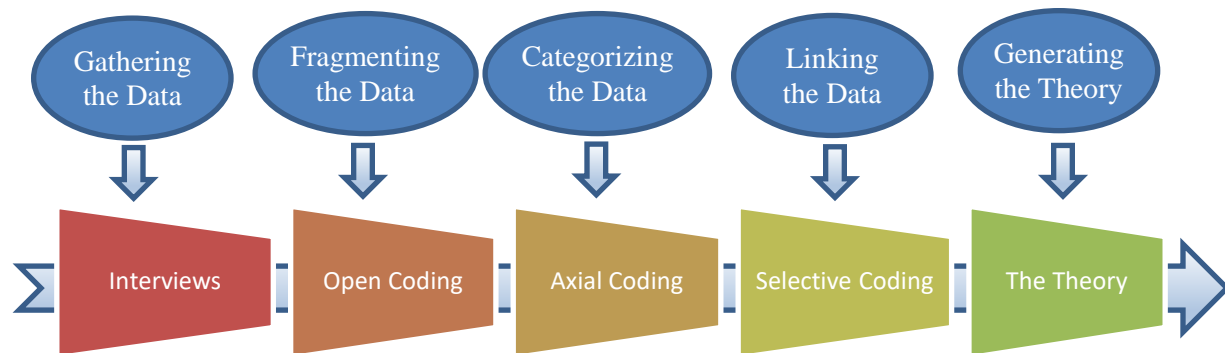 Gathering
the Data
Fragmenting
the Data
Categorizing
the Data
Linking
the Data
Generating
the Theory
Interviews
Open Coding
Axial Coding
Selective Coding
The Theory